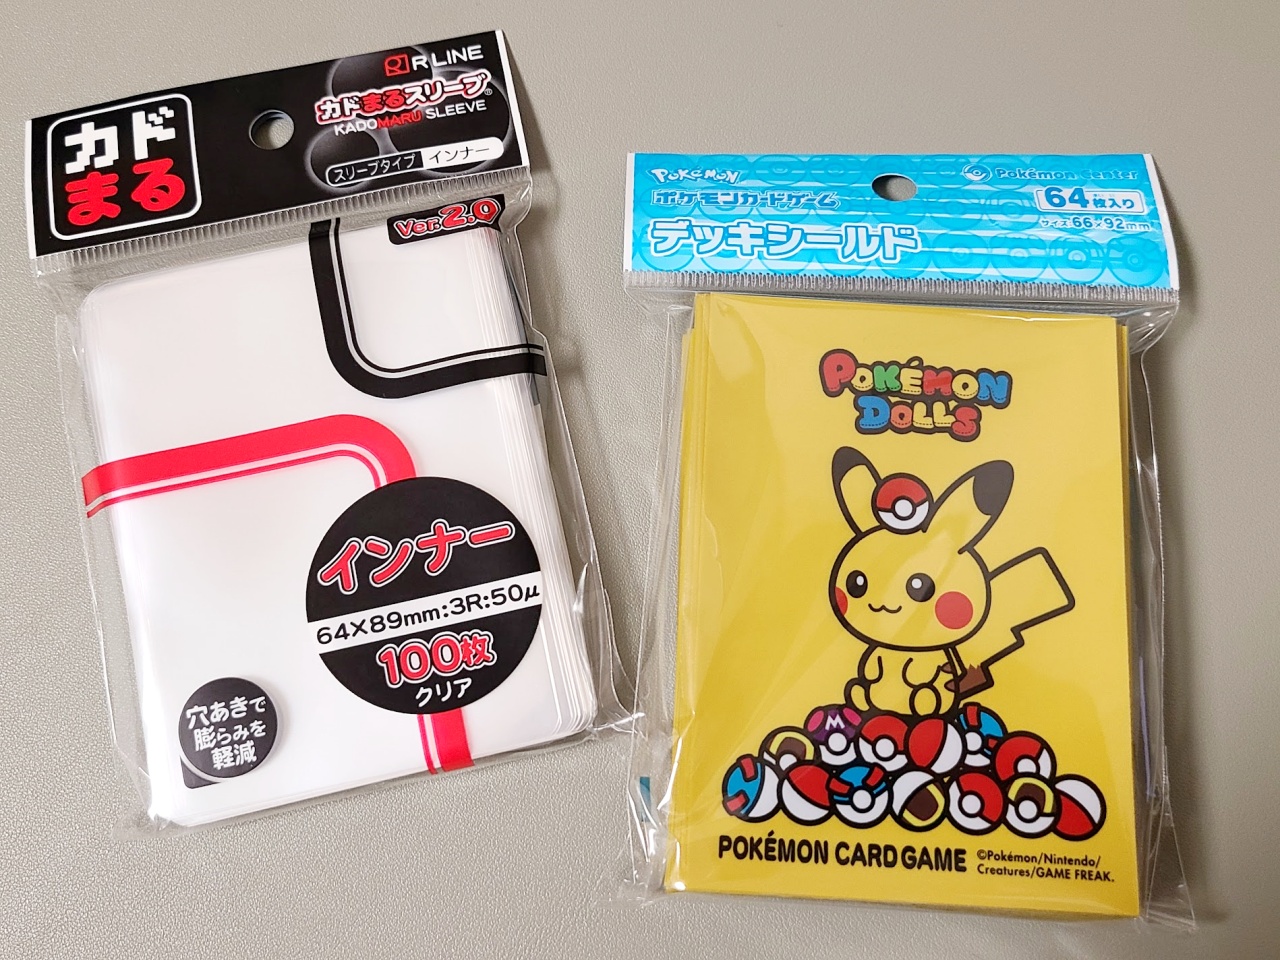 カド
まる
R LINE
カドまるスリーブ®
KADOMARU SLEEVE
スリーブタイプ インナー
Ver.2.0
インナー
64×89mm:3R:50μ
100枚
クリア
穴あきで
膨らみを
軽減
POKÉMON
ポケモンカードゲーム
デッキシールド
Pokémon Center
64枚入り
サイズ 66×92mm
POKÉMON
DOLLS
M
POKÉMON CARD GAME
©Pokémon/Nintendo/
Creatures/GAME FREAK.